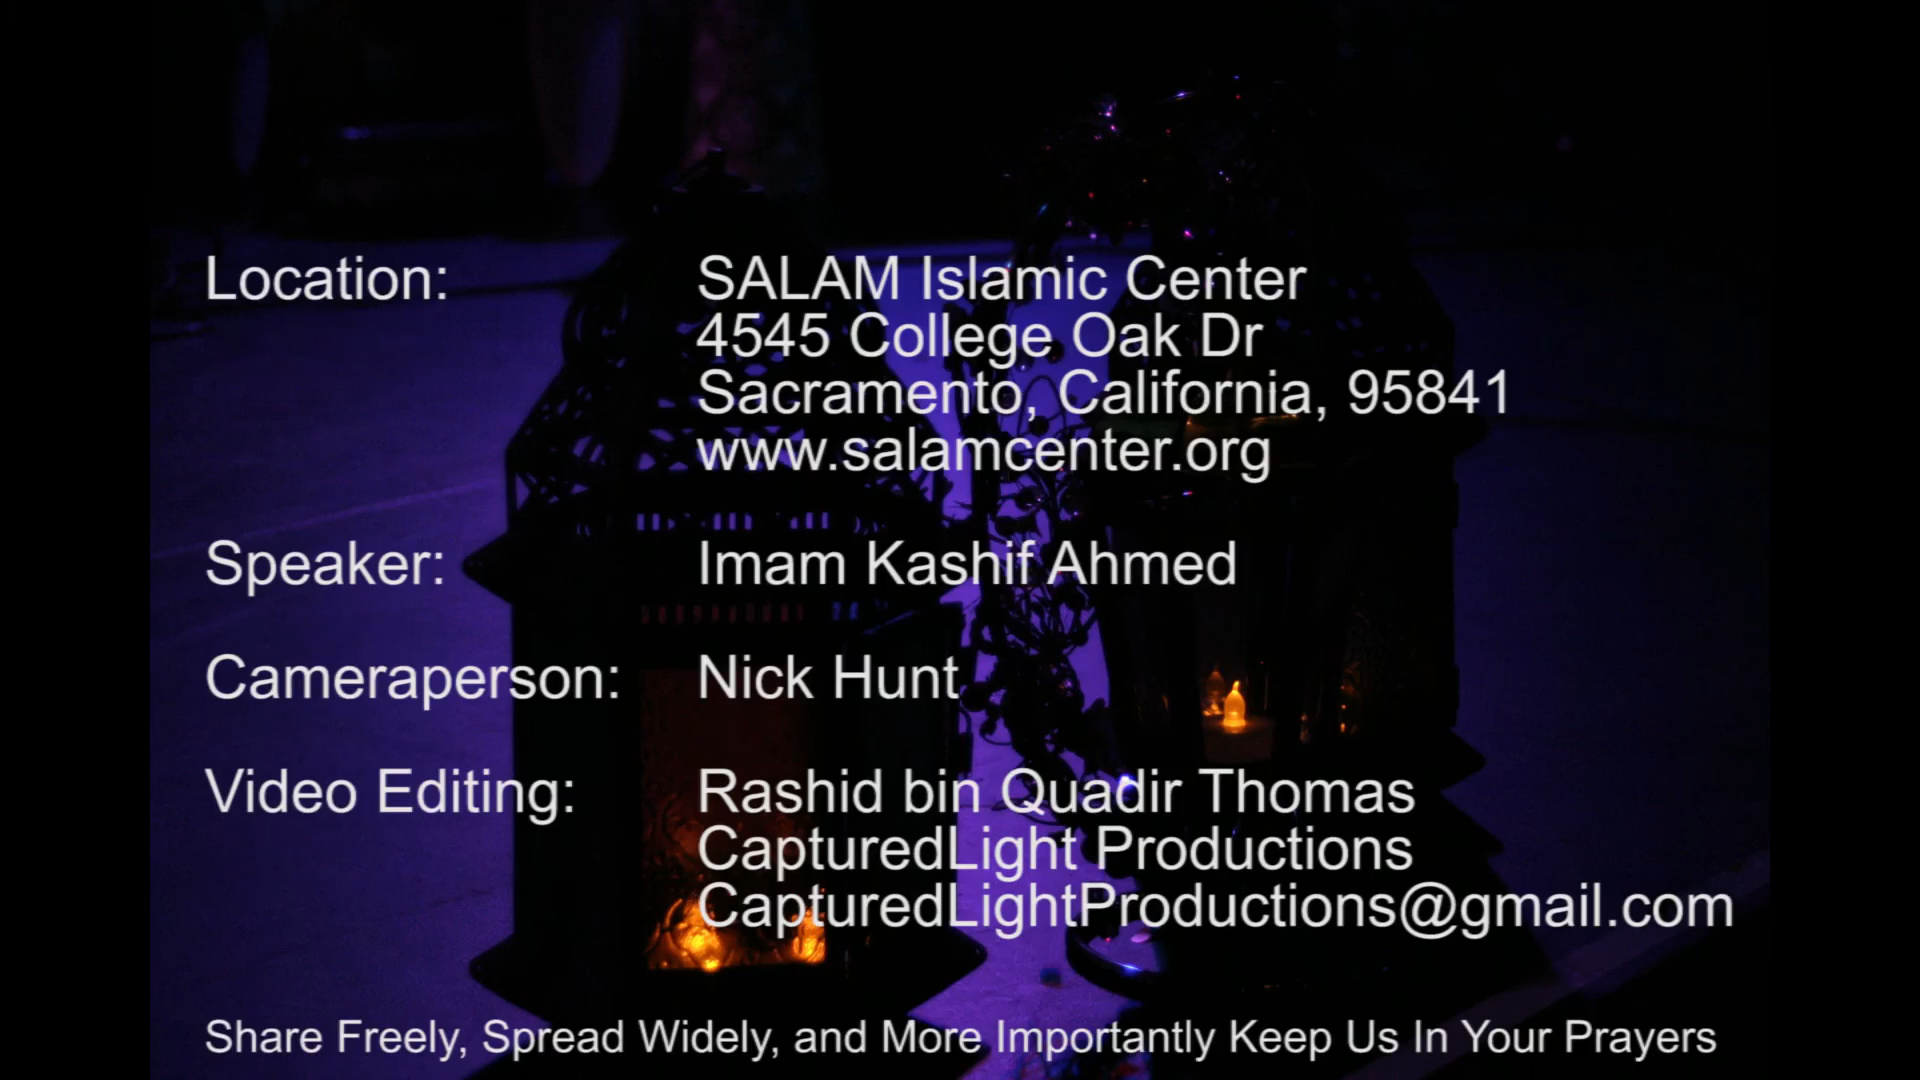 Location: SALAM Islamic Center
4545 College Oak Dr
Sacramento, California, 95841
www.salamcenter.org
Speaker: Imam Kashif Ahmed
Cameraperson: Nick Hunt
Video Editing: Rashid bin Quadir Thomas
CapturedLight Productions
CapturedLightProductions@gmail.com
Share Freely, Spread Widely, and More Importantly Keep Us In Your Prayers